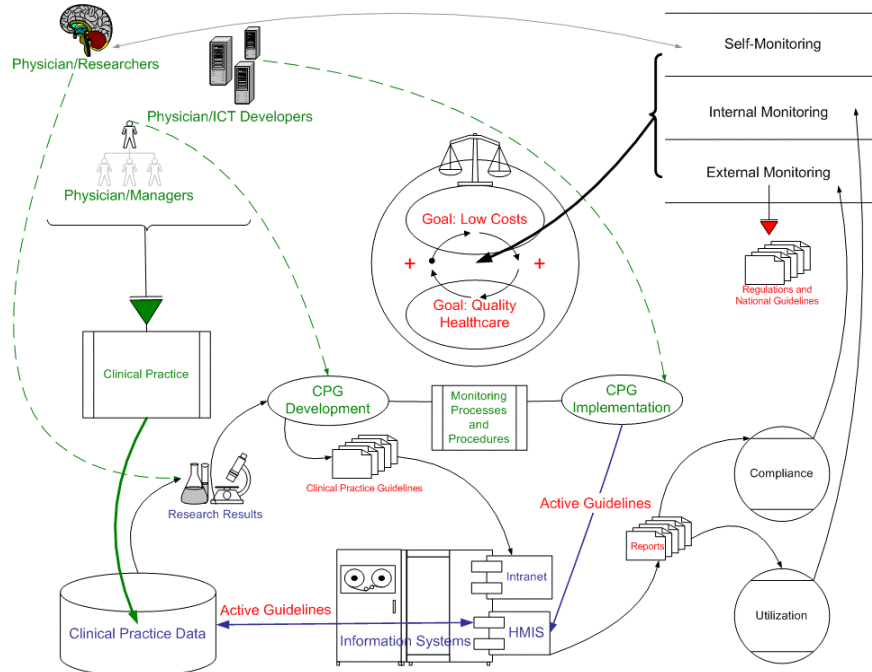 Self-Monitoring
Physician/Researchers
Physician/ICT Developers
Internal Monitoring
External Monitoring
Physician/Managers
Goal: Low Costs
+ +
Goal: Quality
Healthcare
Regulations and
National Guidelines
Clinical Practice
CPG
Development
Monitoring
Processes
and
Procedures
CPG
Implementation
Clinical Practice Guidelines
Compliance
Research Results
Active Guidelines
Reports
Intranet
Active Guidelines
Clinical Practice Data
Information Systems
HMIS
Utilization